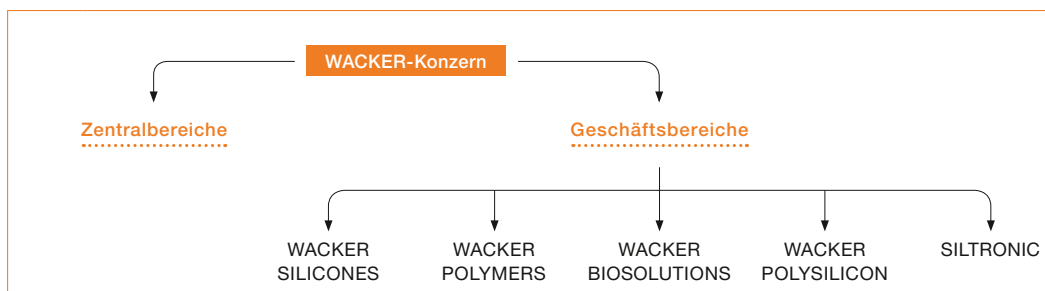 WACKER-Konzern
Zentralbereiche
Geschäftsbereiche
WACKER
SILICONES
WACKER
POLYMERS
WACKER
BIOSOLUTIONS
WACKER
POLYSILICON
SILTRONIC